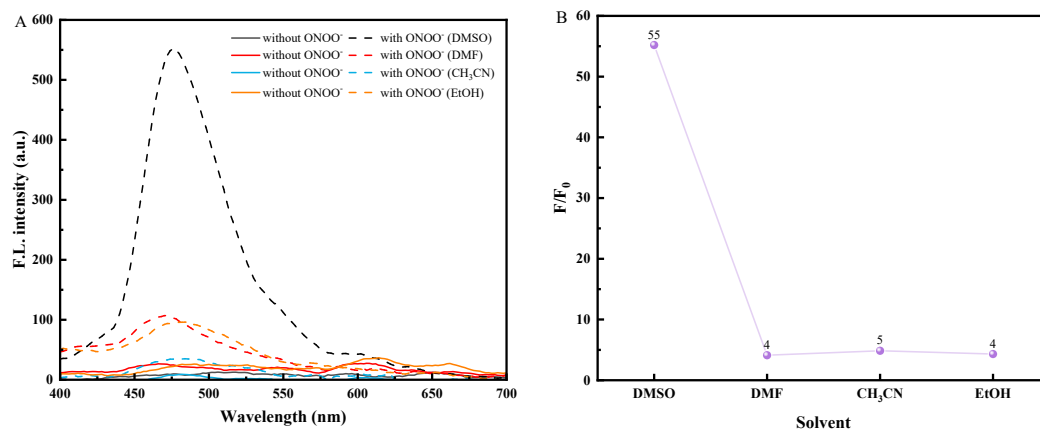 A
600
500
400
300
200
100
0
400
450
500
550
600
650
700
F.L. intensity (a.u.)
Wavelength (nm)
without ONOO⁻ with ONOO⁻ (DMSO)
without ONOO⁻ with ONOO⁻ (DMF)
without ONOO⁻ with ONOO⁻ (CH₃CN)
without ONOO⁻ with ONOO⁻ (EtOH)
B
60
50
40
30
20
10
0
F/F₀
55
4
5
4
DMSO
DMF
CH₃CN
EtOH
Solvent